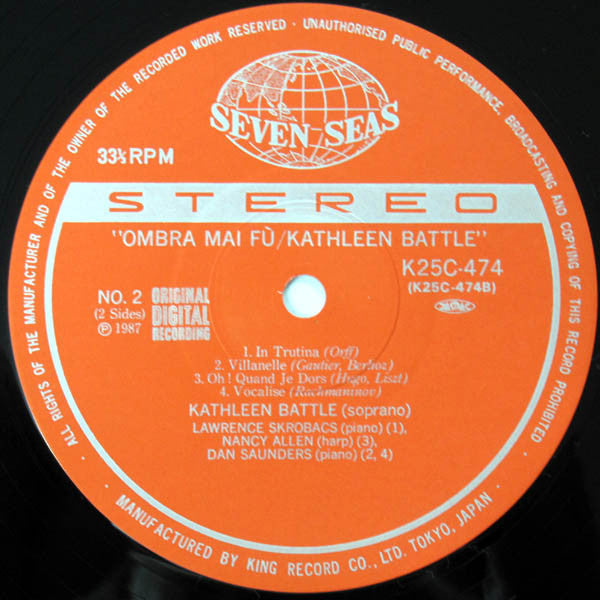 ALL RIGHTS OF THE MANUFACTURER AND OF THE OWNER OF THE RECORDED WORK RESERVED · UNAUTHORISED PUBLIC PERFORMANCE, BROADCASTING AND COPYING OF THIS RECORD PROHIBITED ·
SEVEN SEAS
33⅓ RPM
STEREO
"OMBRA MAI FÙ/KATHLEEN BATTLE"
K25C-474
(K25C-474B)
NO. 2
(2 Sides)
Ⓟ 1987
ORIGINAL
DIGITAL
RECORDING
1. In Trutina (Orff)
2. Villanelle (Gautier, Berlioz)
3. Oh! Quand Je Dors (Hugo, Liszt)
4. Vocalise (Rachmaninov)
KATHLEEN BATTLE (soprano)
LAWRENCE SKROBACS (piano) (1),
NANCY ALLEN (harp) (3),
DAN SAUNDERS (piano) (2, 4)
MANUFACTURED BY KING RECORD CO., LTD. TOKYO, JAPAN ·